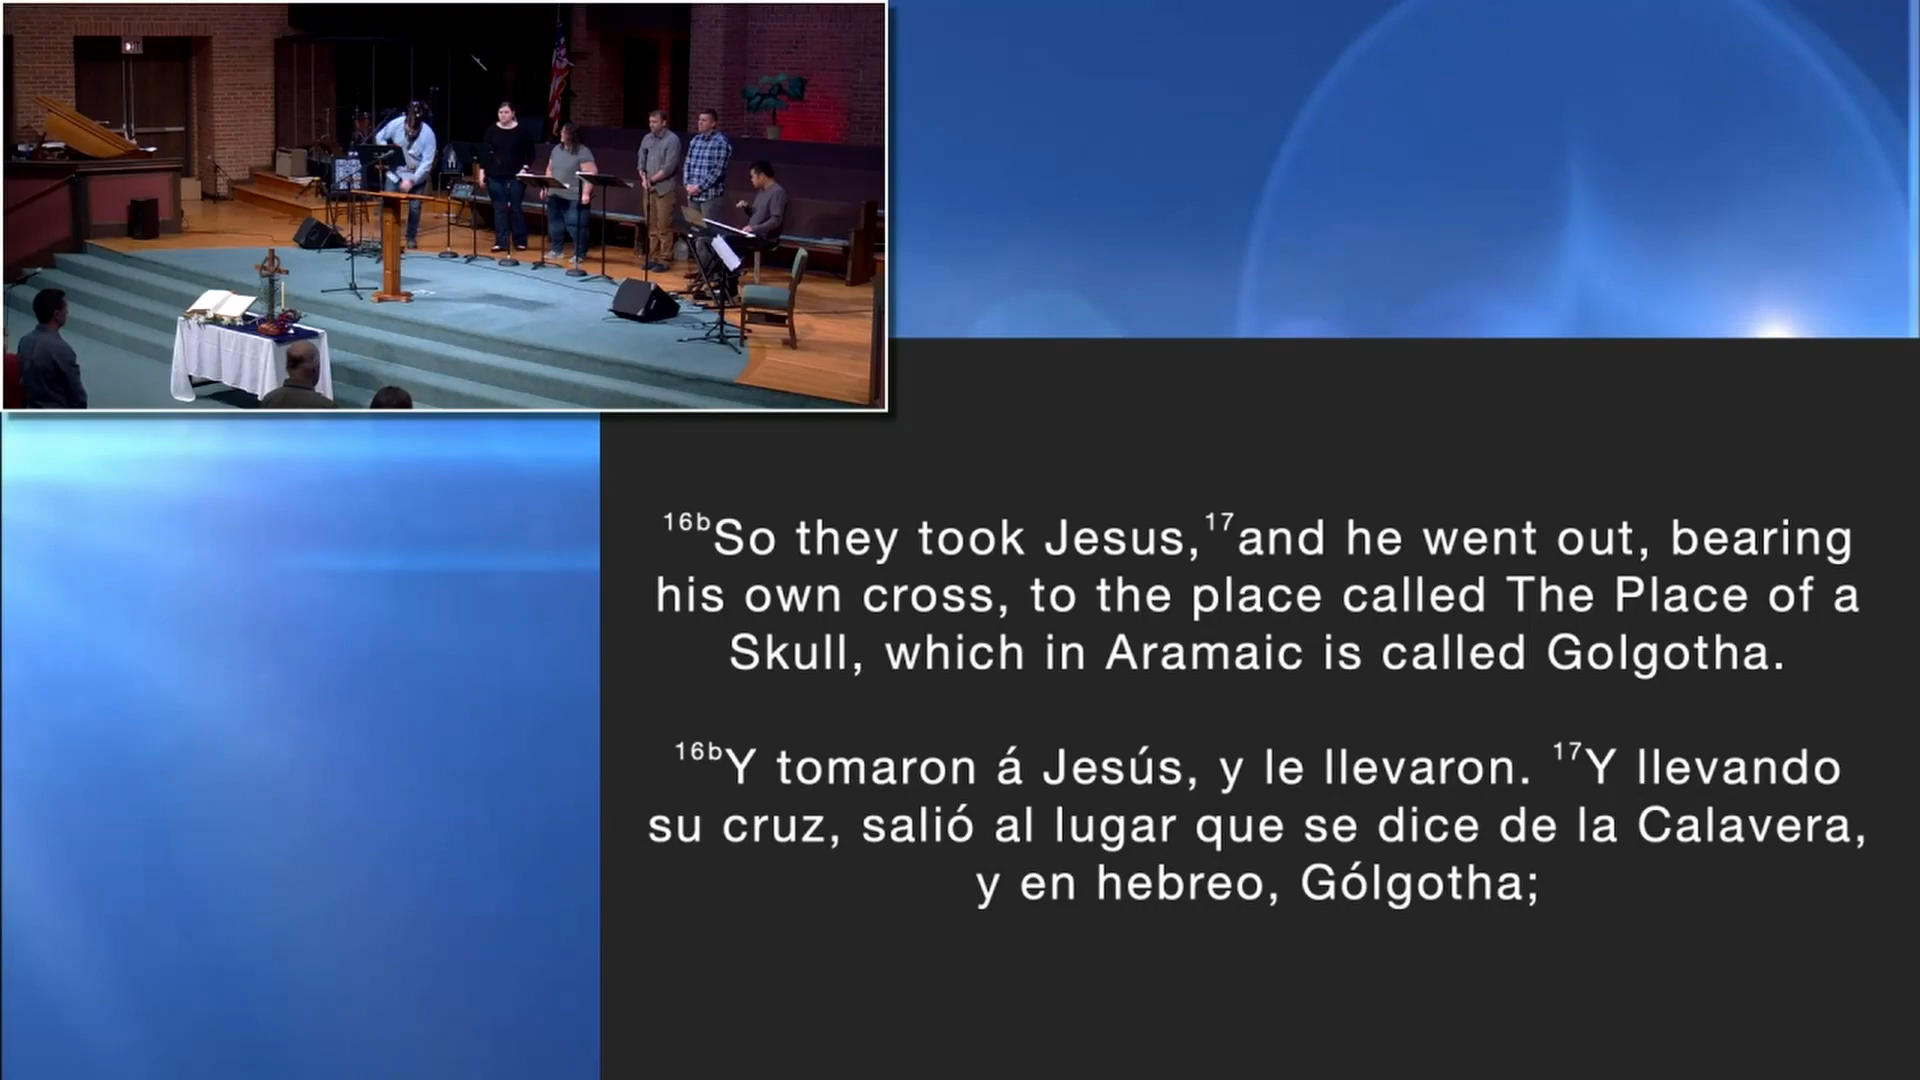 16bSo they took Jesus,17and he went out, bearing
his own cross, to the place called The Place of a
Skull, which in Aramaic is called Golgotha.
16bY tomaron á Jesús, y le llevaron. 17Y llevando
su cruz, salió al lugar que se dice de la Calavera,
y en hebreo, Gólgotha;